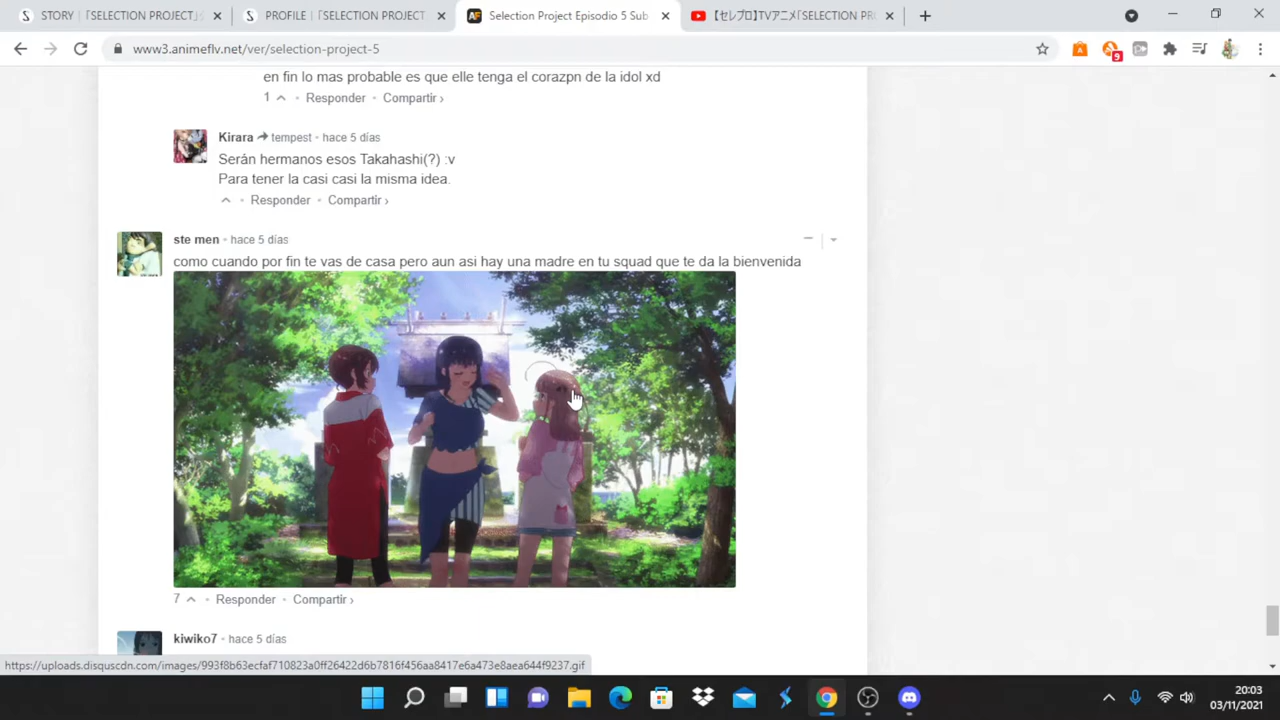 STORY |「SELECTION PROJECT」
PROFILE |「SELECTION PROJECT
Selection Project Episodio 5 Sub
【セレプロ】TVアニメ「SELECTION PR
www3.animeflv.net/ver/selection-project-5
9
en fin lo mas probable es que elle tenga el corazpn de la idol xd
1 • Responder • Compartir ›
Kirara tempest • hace 5 días
Serán hermanos esos Takahashi(?) :v
Para tener la casi casi la misma idea.
• Responder • Compartir ›
ste men • hace 5 días
como cuando por fin te vas de casa pero aun asi hay una madre en tu squad que te da la bienvenida
7 • Responder • Compartir ›
kiwiko7 • hace 5 días
https://uploads.disquscdn.com/images/993f8b63ecfaf710823a0ff26422d6b7816f456aa8417e6a473e8aea644f9237.gif
20:03
03/11/2021